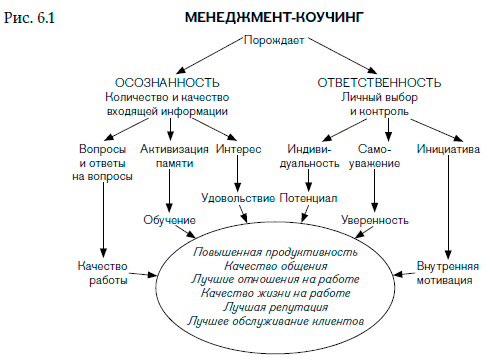 Рис. 6.1
МЕНЕДЖМЕНТ-КОУЧИНГ
Порождает
ОСОЗНАННОСТЬ
Количество и качество
входящей информации
ОТВЕТСТВЕННОСТЬ
Личный выбор
и контроль
Вопросы
и ответы
на вопросы
Активизация
памяти
Интерес
Индиви-
дуальность
Само-
уважение
Инициатива
Удовольствие
Потенциал
Обучение
Уверенность
Качество
работы
Повышенная продуктивность
Качество общения
Лучшие отношения на работе
Качество жизни на работе
Лучшая репутация
Лучшее обслуживание клиентов
Внутренняя
мотивация